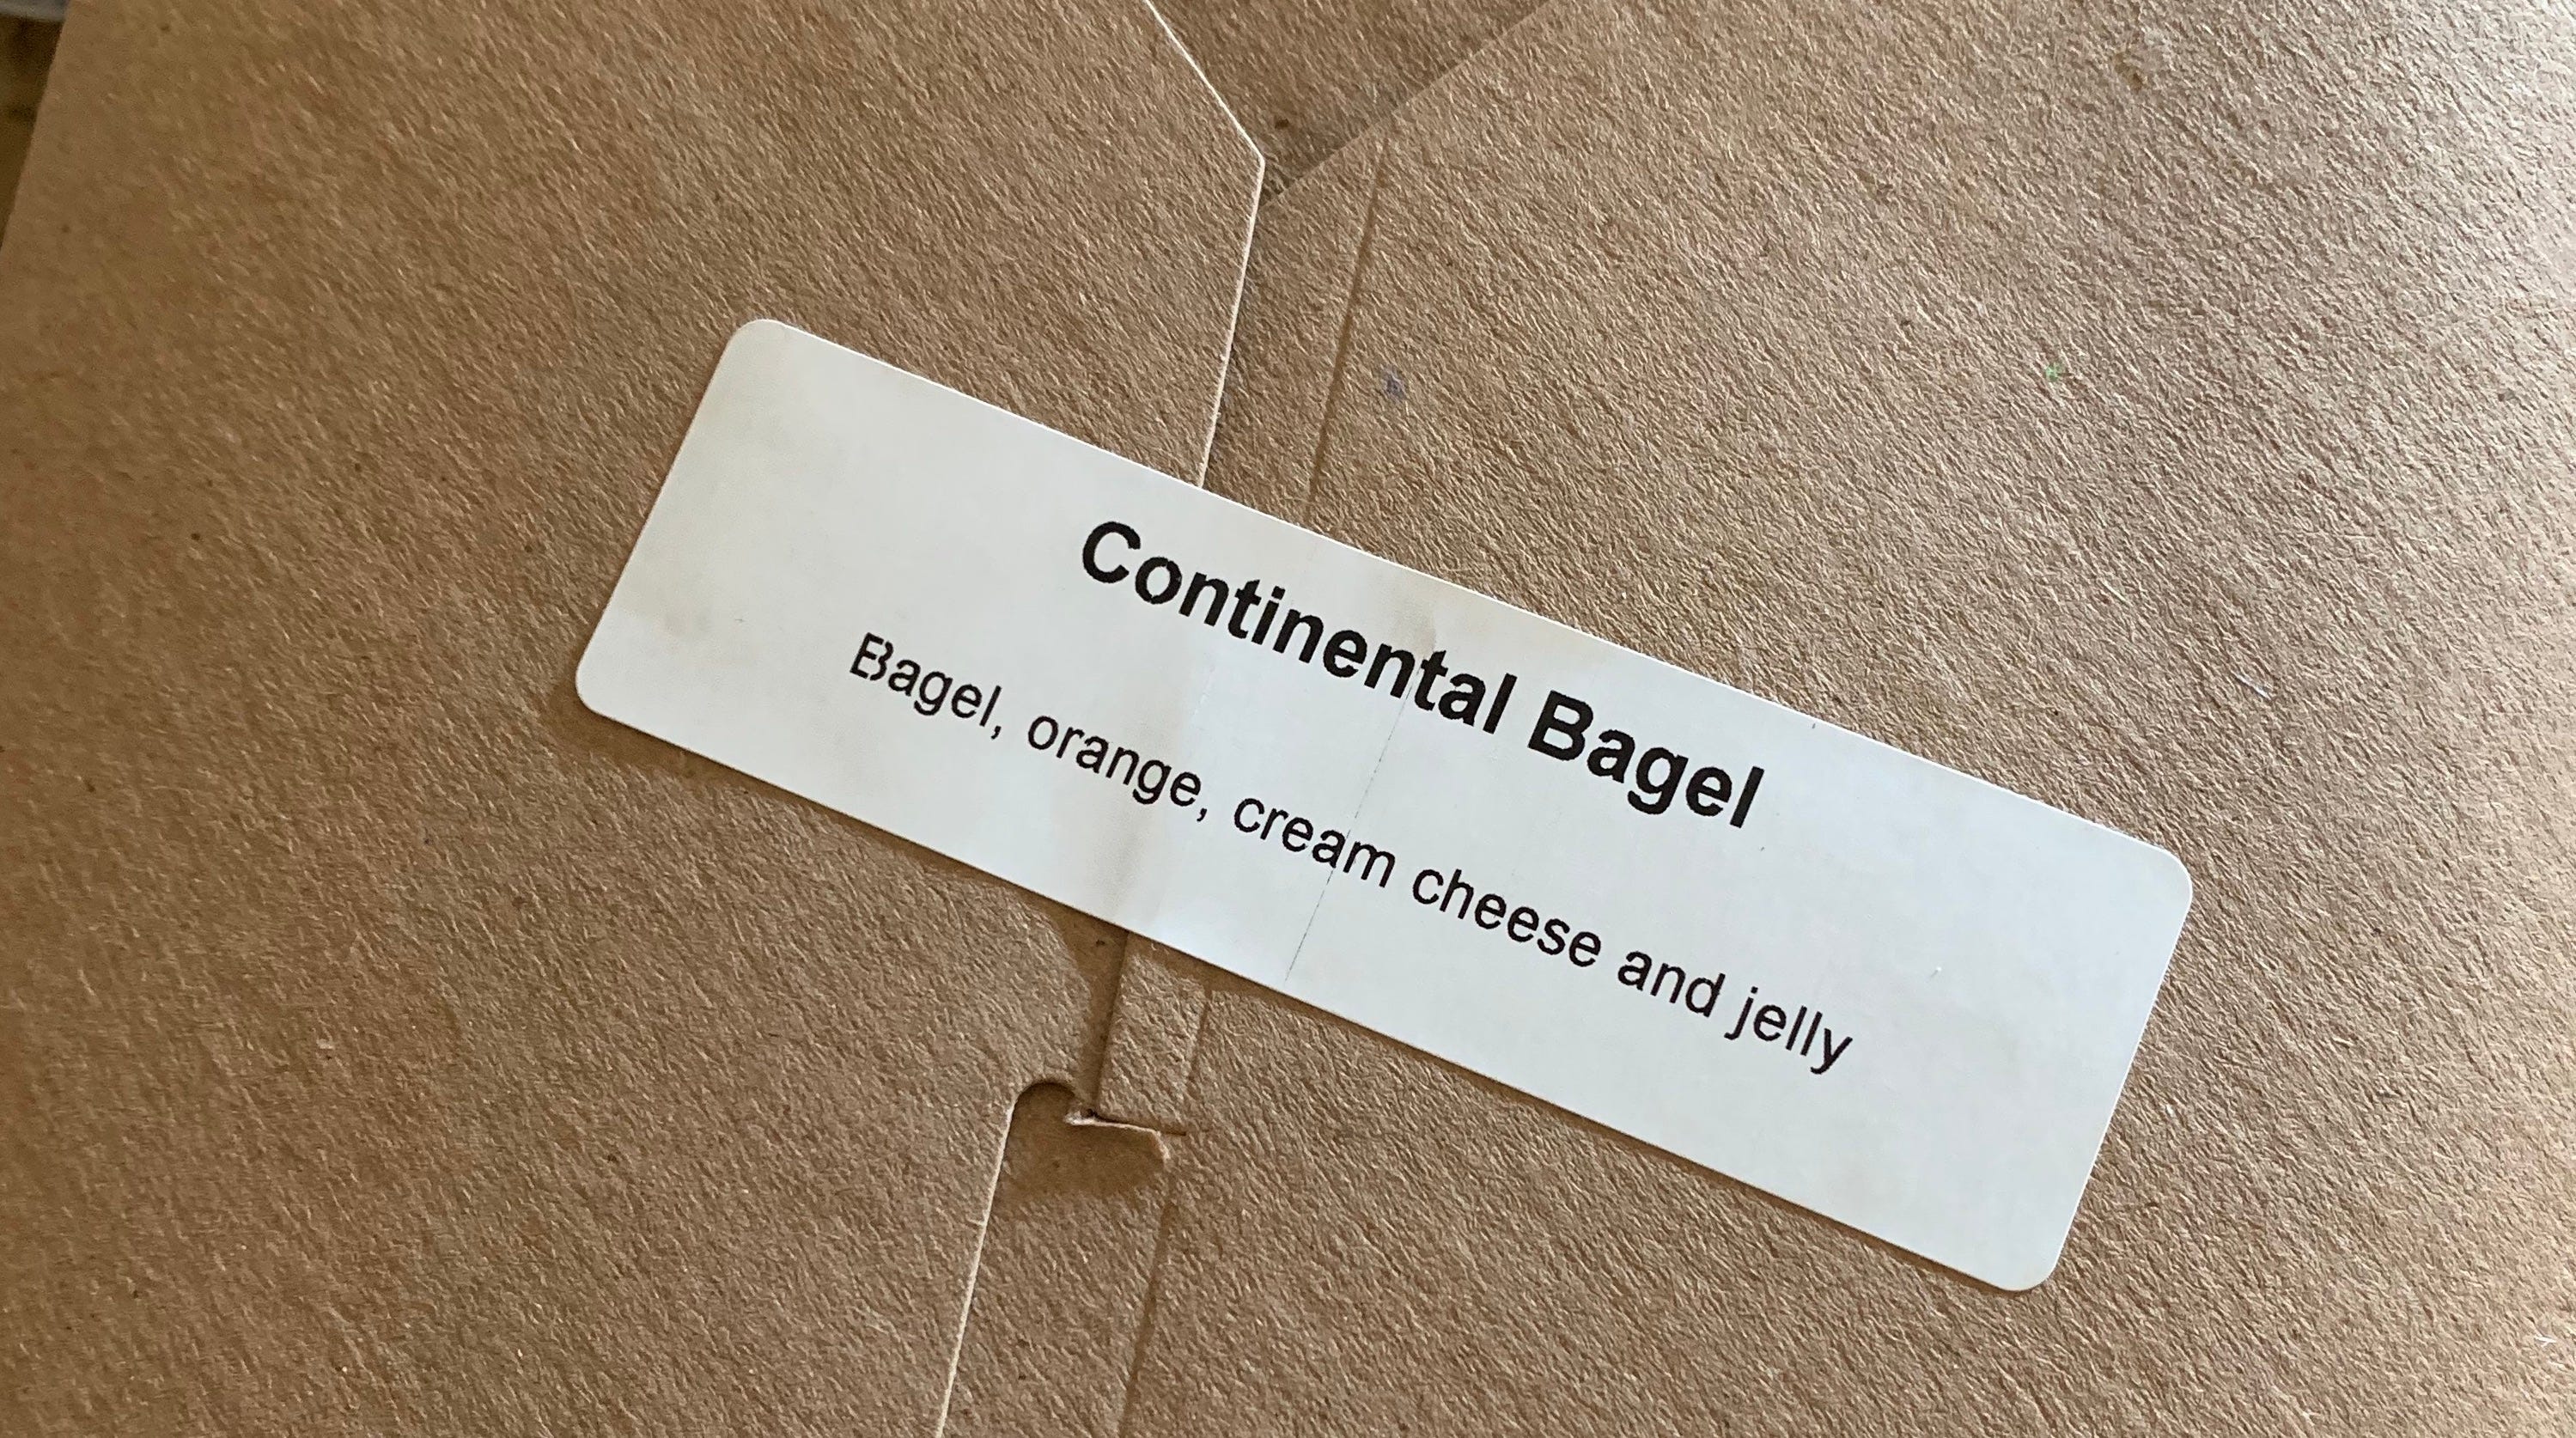 Continental Bagel
Bagel, orange, cream cheese and jelly